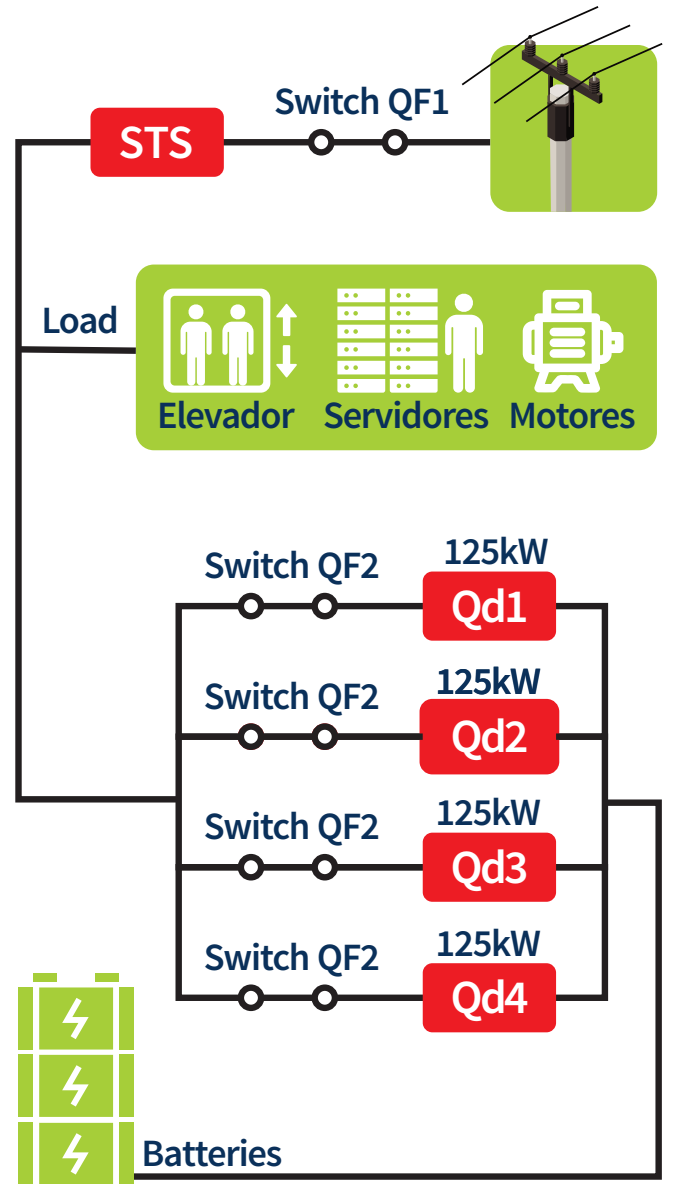 Switch QF1
STS
Load
Elevador
Servidores
Motores
Switch QF2
125kW
Qd1
Switch QF2
125kW
Qd2
Switch QF2
125kW
Qd3
Switch QF2
125kW
Qd4
Batteries